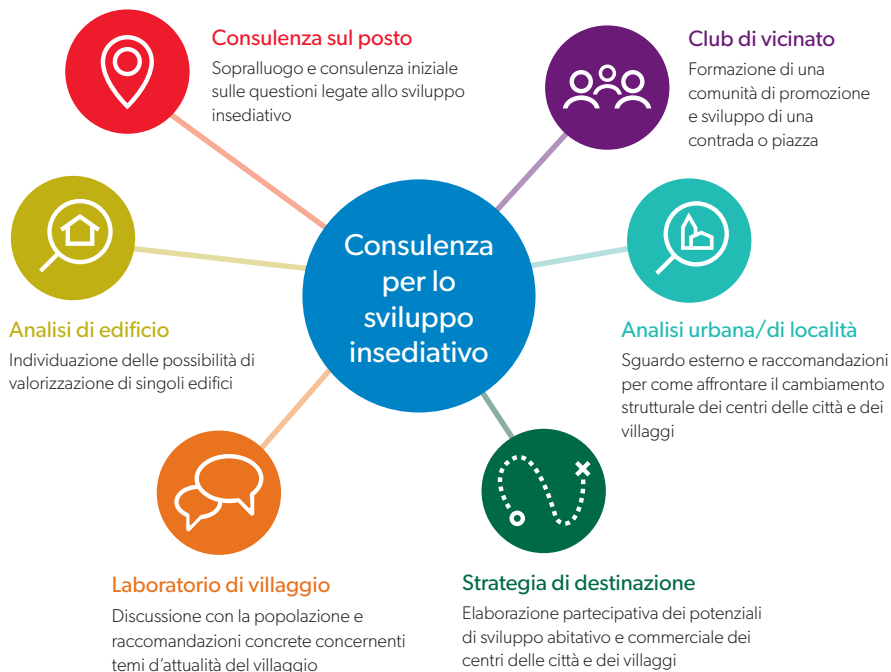 Consulenza sul posto
Sopralluogo e consulenza iniziale
sulle questioni legate allo sviluppo
insediativo
Club di vicinato
Formazione di una
comunità di promozione
e sviluppo di una
contrada o piazza
Consulenza
per lo
sviluppo
insediativo
Analisi di edificio
Individuazione delle possibilità di
valorizzazione di singoli edifici
Analisi urbana/di località
Sguardo esterno e raccomandazioni
per come affrontare il cambiamento
strutturale dei centri delle città e dei
villaggi
Laboratorio di villaggio
Discussione con la popolazione e
raccomandazioni concrete concernenti
temi d'attualità del villaggio
Strategia di destinazione
Elaborazione partecipativa dei potenziali
di sviluppo abitativo e commerciale dei
centri delle città e dei villaggi